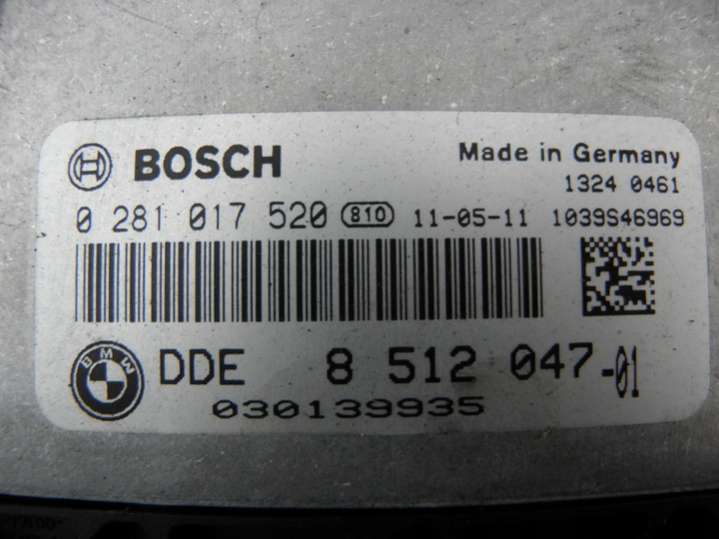 BOSCH Made in Germany
1324 0461
0 281 017 520 810 11-05-11 1039S46969
BMW DDE 8 512 047-01
030139935